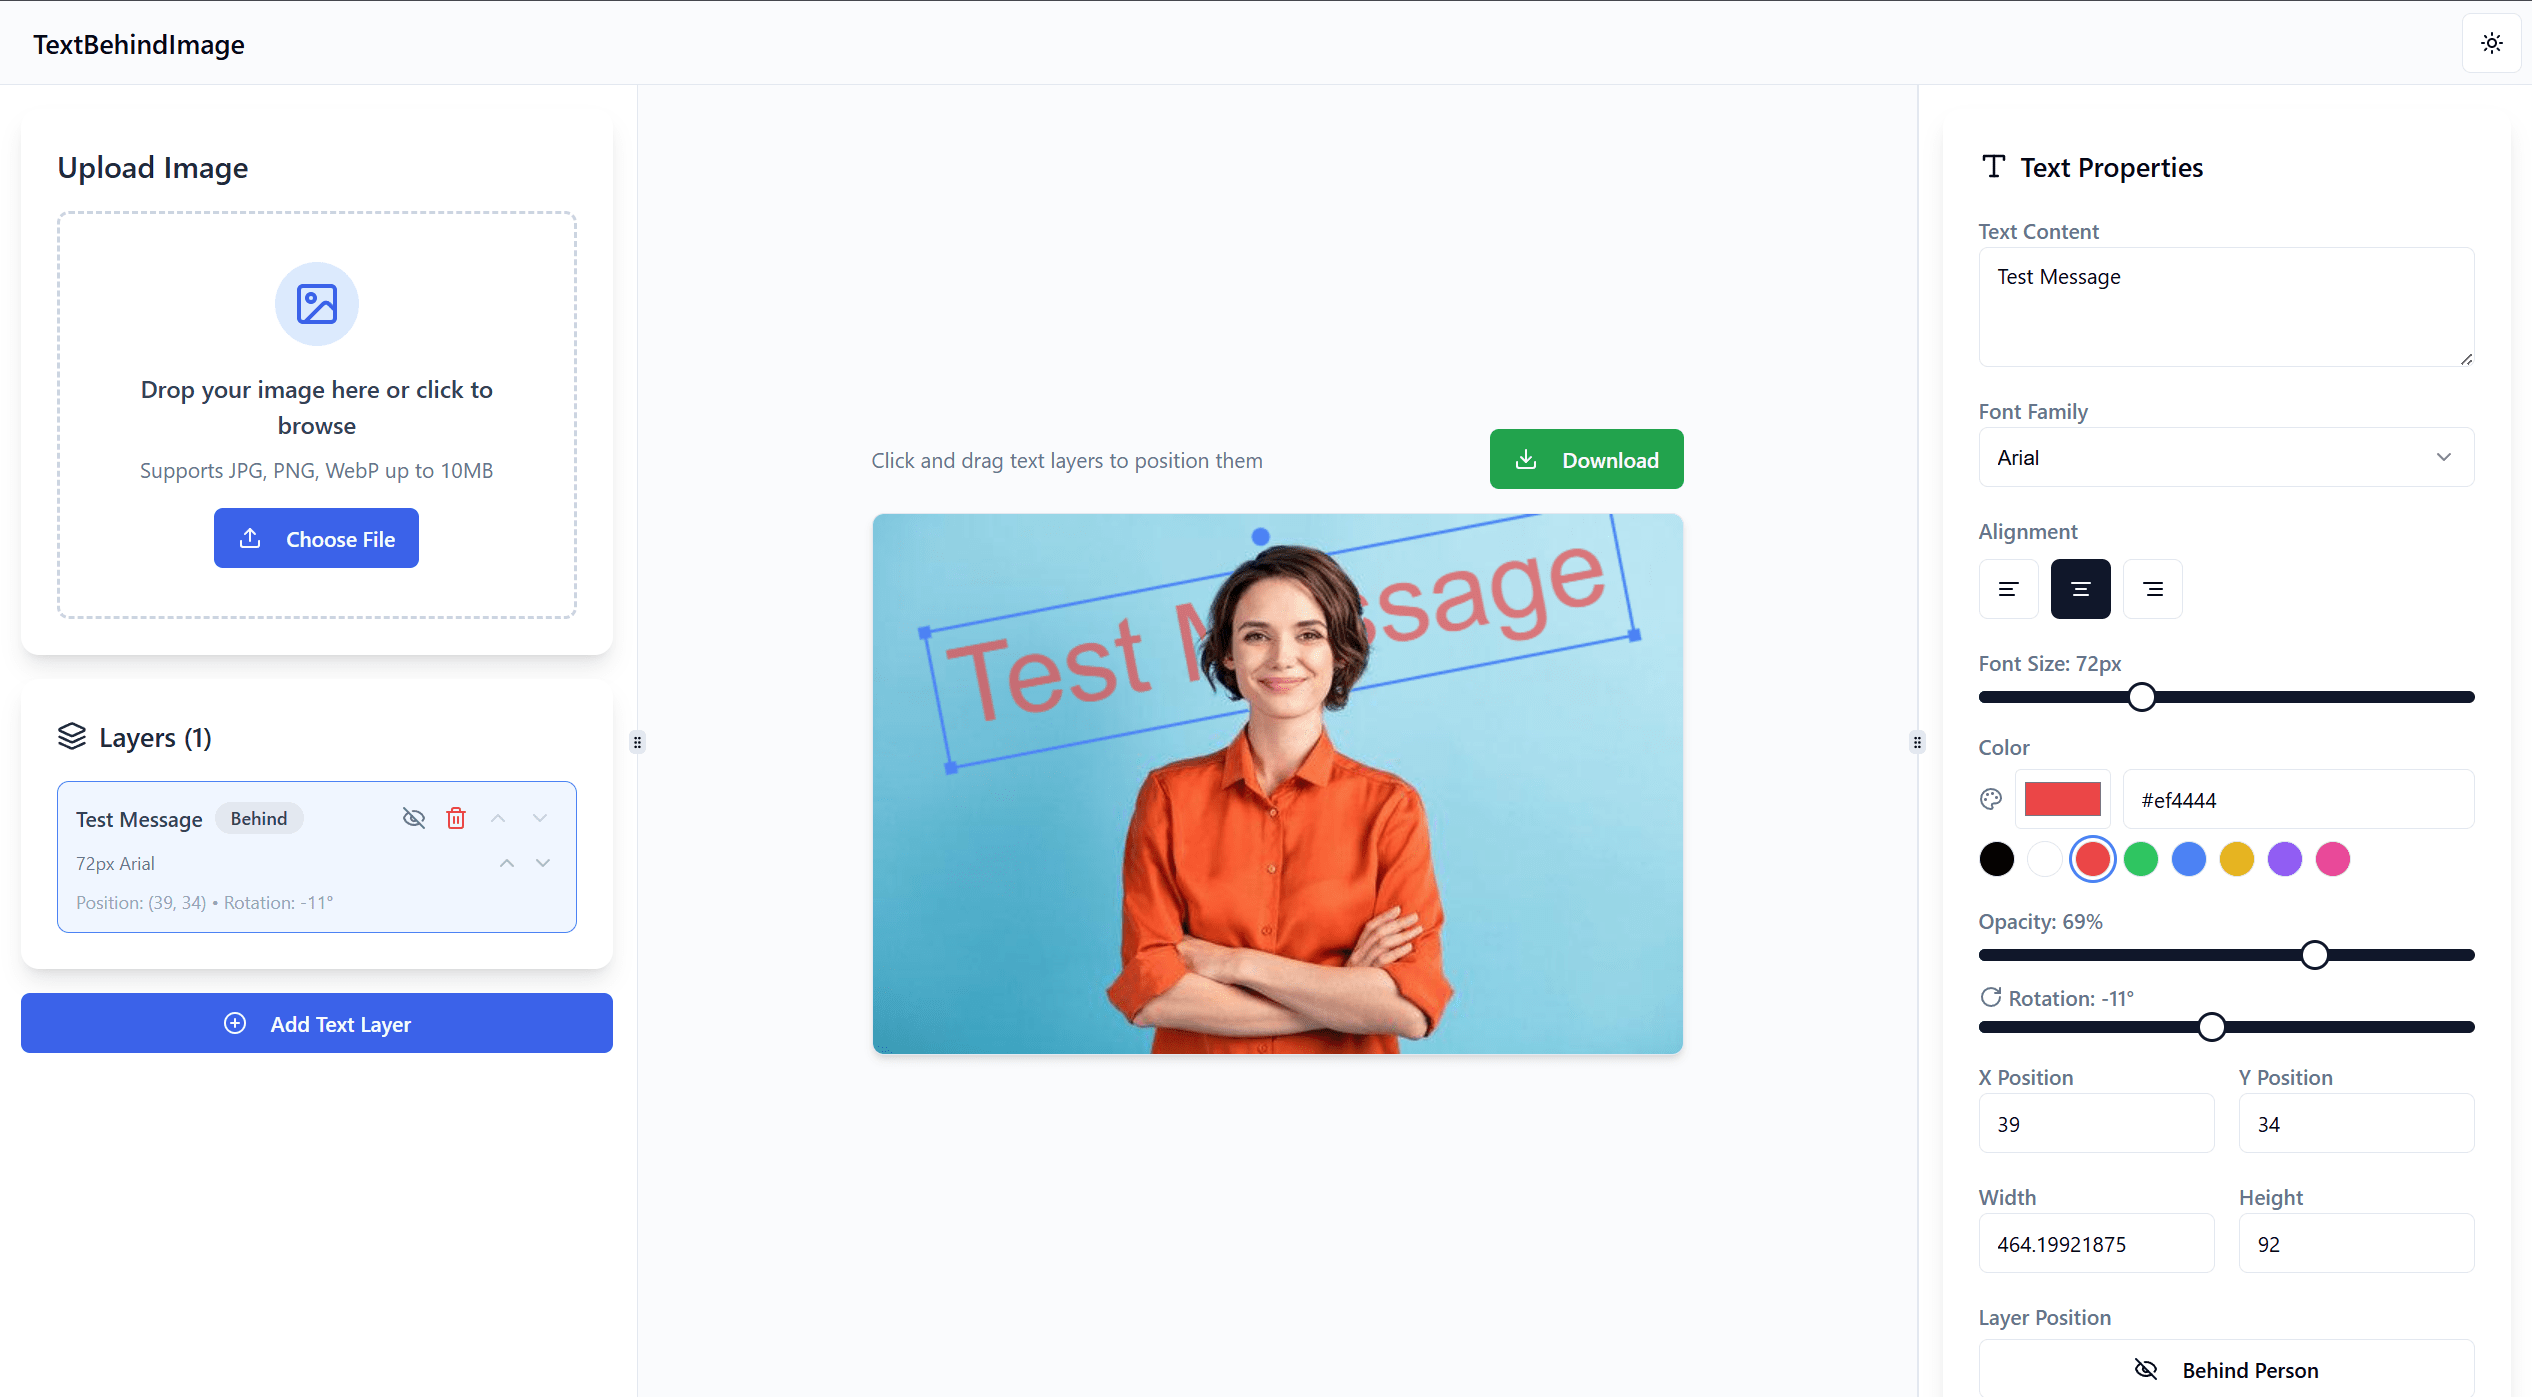 TextBehindImage
Upload Image
Drop your image here or click to
browse
Supports JPG, PNG, WebP up to 10MB
Choose File
Layers (1)
Test Message Behind
72px Arial
Position: (39, 34) • Rotation: -11°
Add Text Layer
Click and drag text layers to position them
Download
Test M ssage
Text Properties
Text Content
Test Message
Font Family
Arial
Alignment
Font Size: 72px
Color
#ef4444
Opacity: 69%
Rotation: -11°
X Position Y Position
39 34
Width Height
464.19921875 92
Layer Position
Behind Person